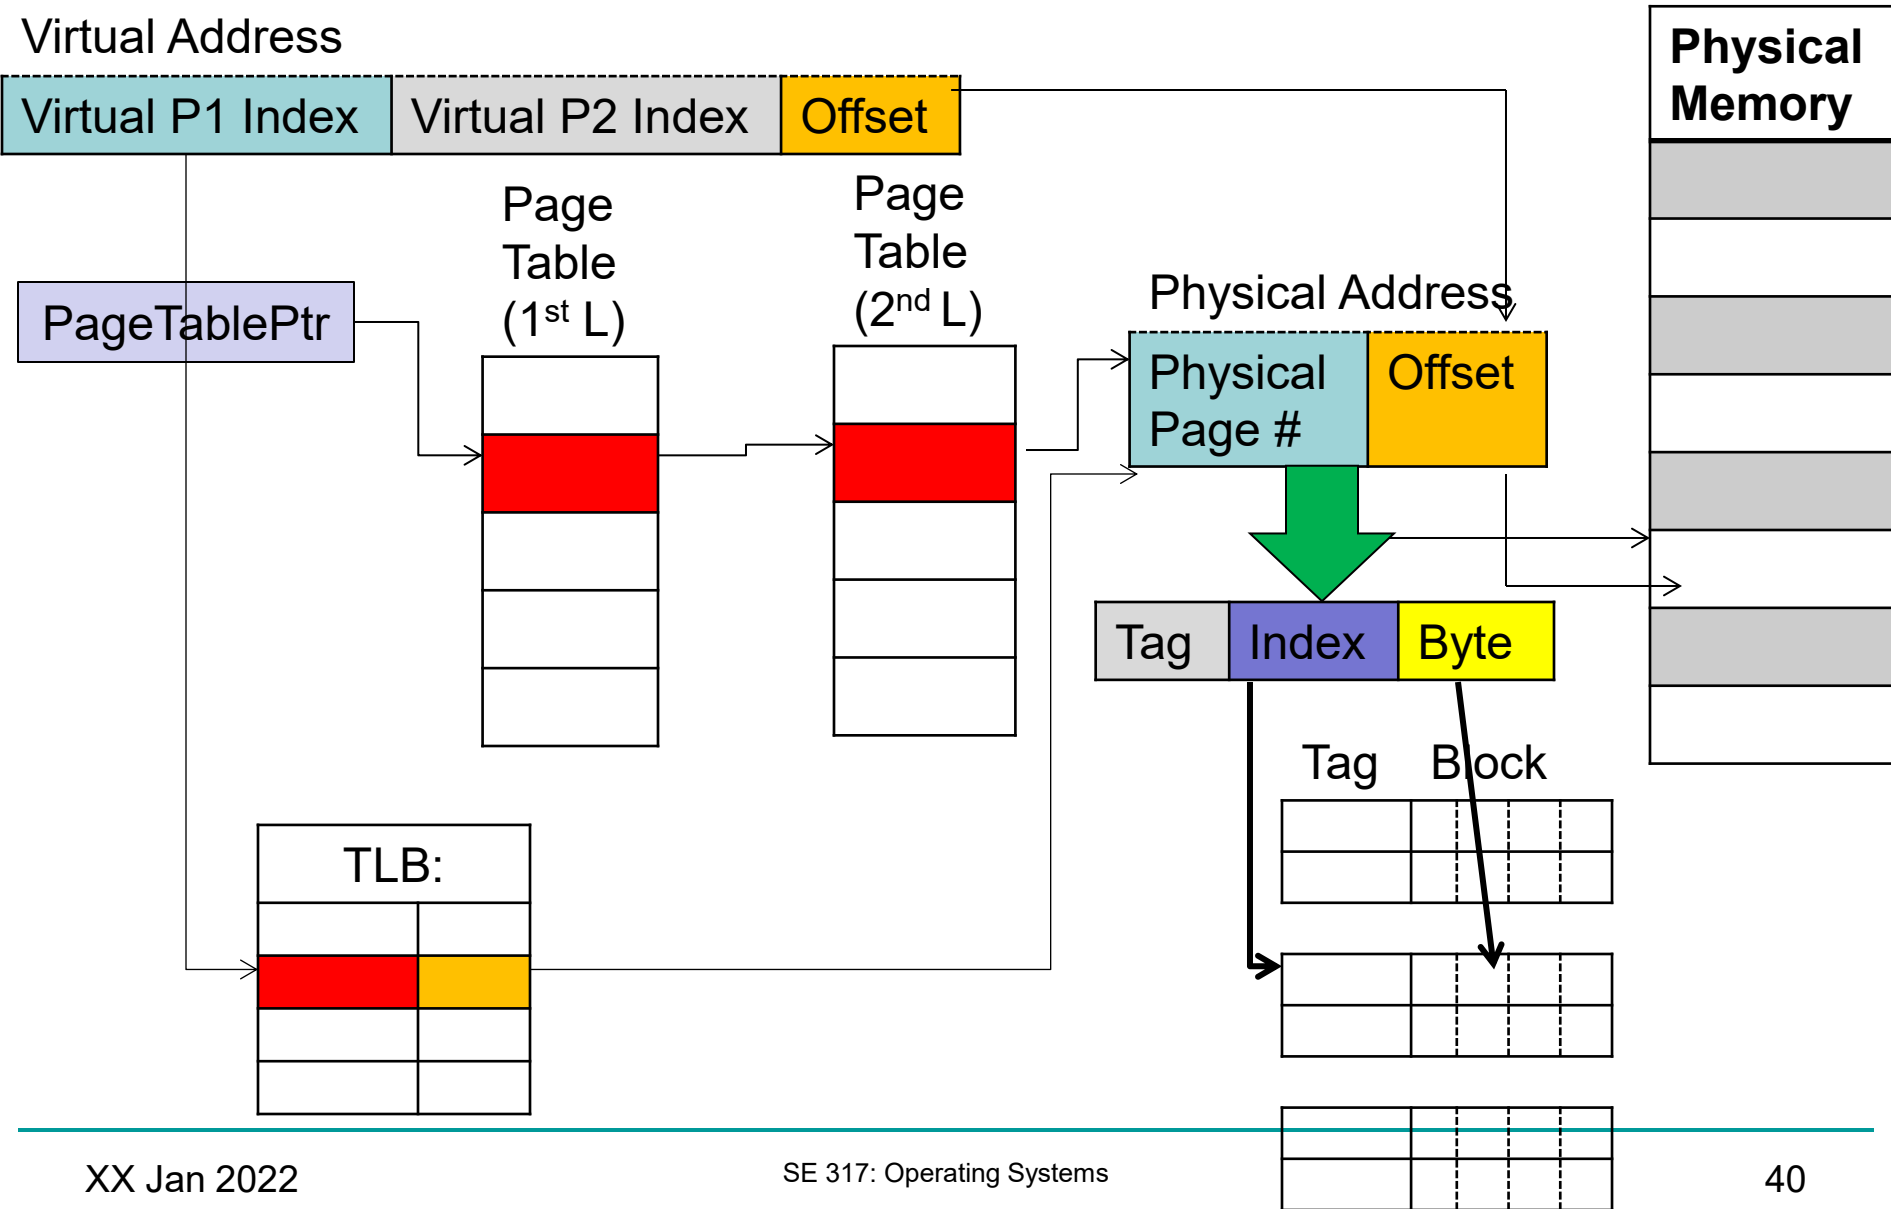 Virtual Address
Virtual P1 Index
Virtual P2 Index
Offset
Physical
Memory
Page
Table
(1st L)
Page
Table
(2nd L)
PageTablePtr
Physical Address
Physical
Page #
Offset
Tag
Index
Byte
Tag
Block
TLB:
XX Jan 2022
SE 317: Operating Systems
40